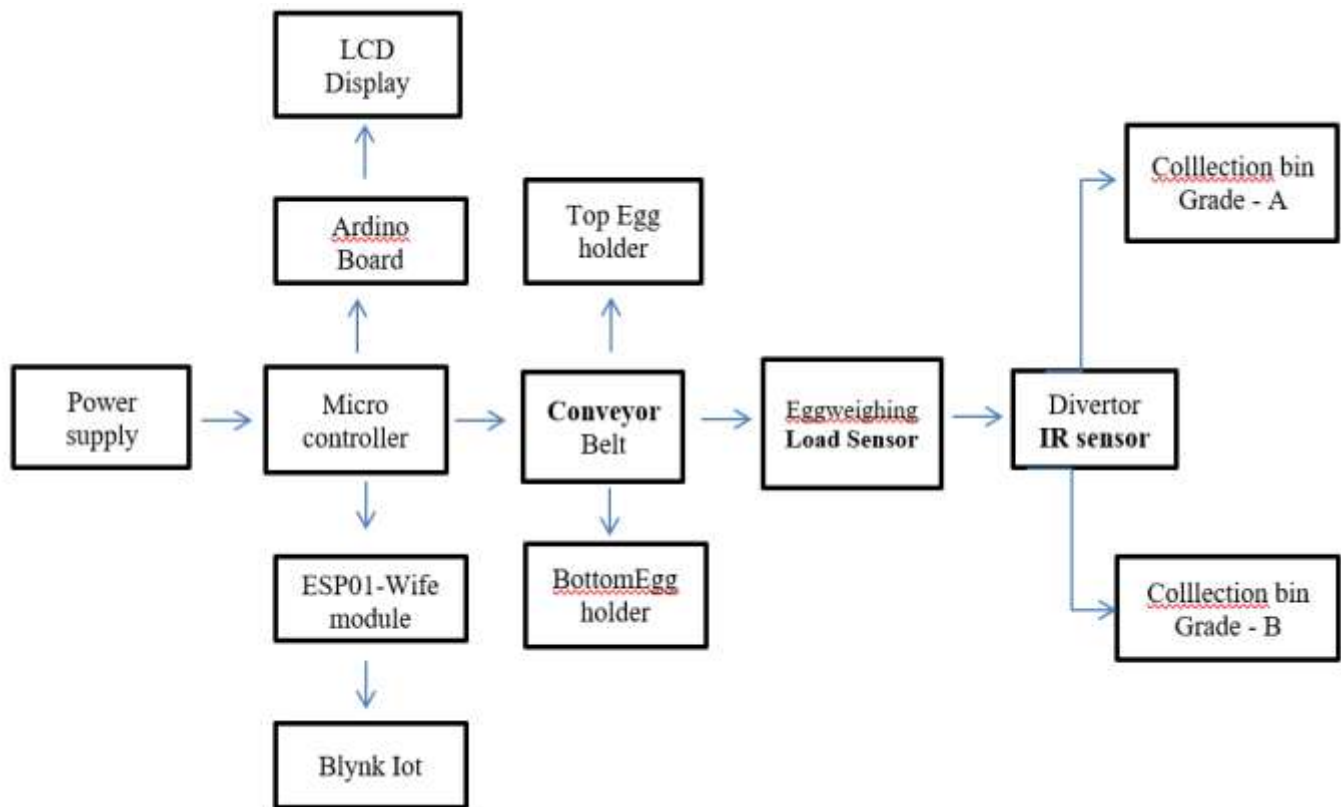 LCD
Display
Ardino
Board
Top Egg
holder
Colllection bin
Grade - A
Power
supply
Micro
controller
Conveyor
Belt
Eggweighing
Load Sensor
Divertor
IR sensor
ESP01-Wife
module
BottomEgg
holder
Colllection bin
Grade - B
Blynk Iot